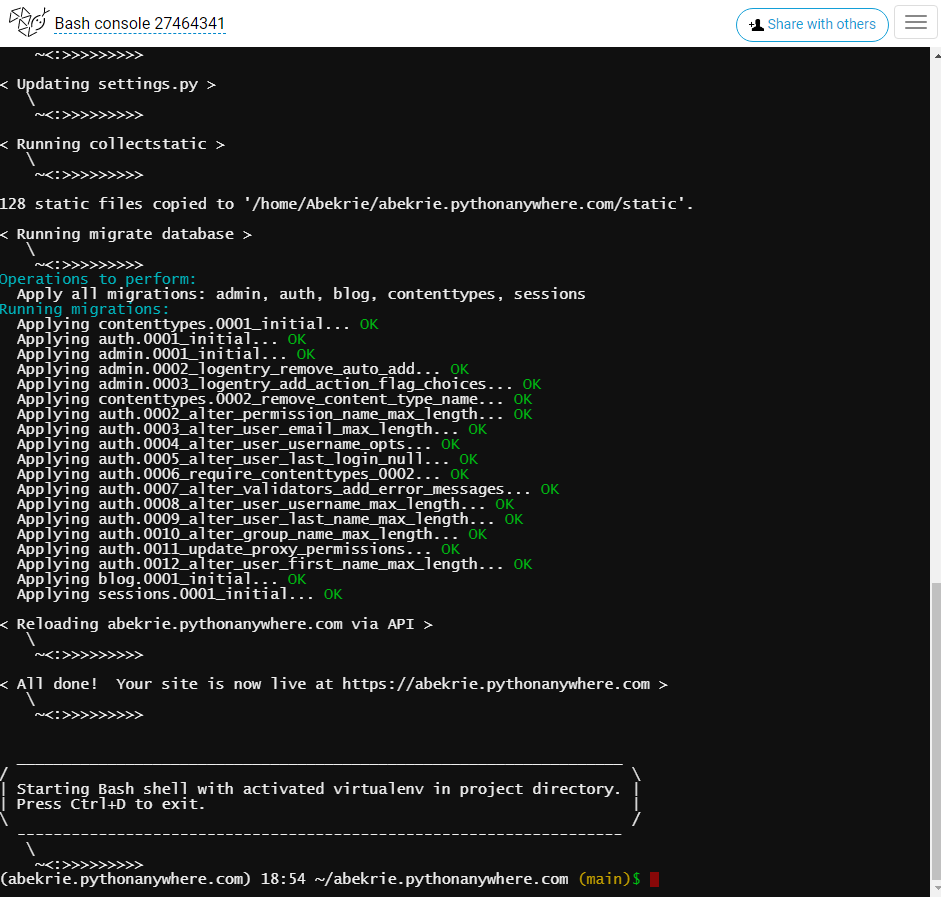 Bash console 27464341
Share with others
~<:>>>>>>>>>
< Updating settings.py >
\
~<:>>>>>>>>>
< Running collectstatic >
\
~<:>>>>>>>>>
128 static files copied to '/home/Abekrie/abekrie.pythonanywhere.com/static'.
< Running migrate database >
\
~<:>>>>>>>>>
Operations to perform:
Apply all migrations: admin, auth, blog, contenttypes, sessions
Running migrations:
Applying contenttypes.0001_initial... OK
Applying auth.0001_initial... OK
Applying admin.0001_initial... OK
Applying admin.0002_logentry_remove_auto_add... OK
Applying admin.0003_logentry_add_action_flag_choices... OK
Applying contenttypes.0002_remove_content_type_name... OK
Applying auth.0002_alter_permission_name_max_length... OK
Applying auth.0003_alter_user_email_max_length... OK
Applying auth.0004_alter_user_username_opts... OK
Applying auth.0005_alter_user_last_login_null... OK
Applying auth.0006_require_contenttypes_0002... OK
Applying auth.0007_alter_validators_add_error_messages... OK
Applying auth.0008_alter_user_username_max_length... OK
Applying auth.0009_alter_user_last_name_max_length... OK
Applying auth.0010_alter_group_name_max_length... OK
Applying auth.0011_update_proxy_permissions... OK
Applying auth.0012_alter_user_first_name_max_length... OK
Applying blog.0001_initial... OK
Applying sessions.0001_initial... OK
< Reloading abekrie.pythonanywhere.com via API >
\
~<:>>>>>>>>>
< All done!  Your site is now live at https://abekrie.pythonanywhere.com >
\
~<:>>>>>>>>>
___________________________________________________________________
/ \
| Starting Bash shell with activated virtualenv in project directory. |
| Press Ctrl+D to exit. |
\ /
-------------------------------------------------------------------
\
~<:>>>>>>>>>
(abekrie.pythonanywhere.com) 18:54 ~/abekrie.pythonanywhere.com (main)$